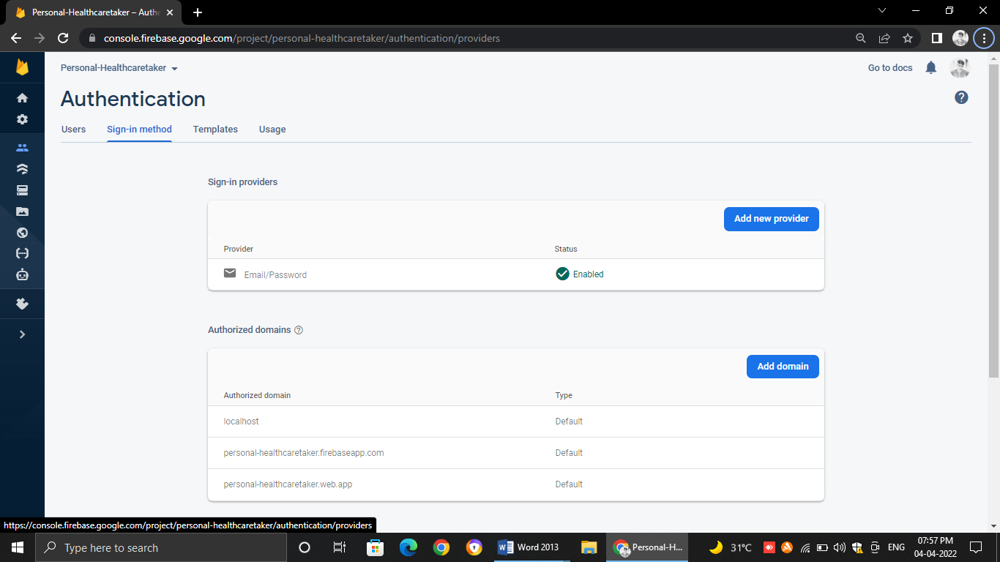 Personal-Healthcaretaker – Auth
console.firebase.google.com/project/personal-healthcaretaker/authentication/providers
Personal-Healthcaretaker
Go to docs
Authentication
Users
Sign-in method
Templates
Usage
Sign-in providers
Add new provider
Provider
Status
Email/Password
Enabled
Authorized domains
Add domain
Authorized domain
Type
localhost
Default
personal-healthcaretaker.firebaseapp.com
Default
personal-healthcaretaker.web.app
Default
https://console.firebase.google.com/project/personal-healthcaretaker/authentication/providers
Type here to search
Word 2013
Personal-H...
31°C
ENG
07:57 PM
04-04-2022